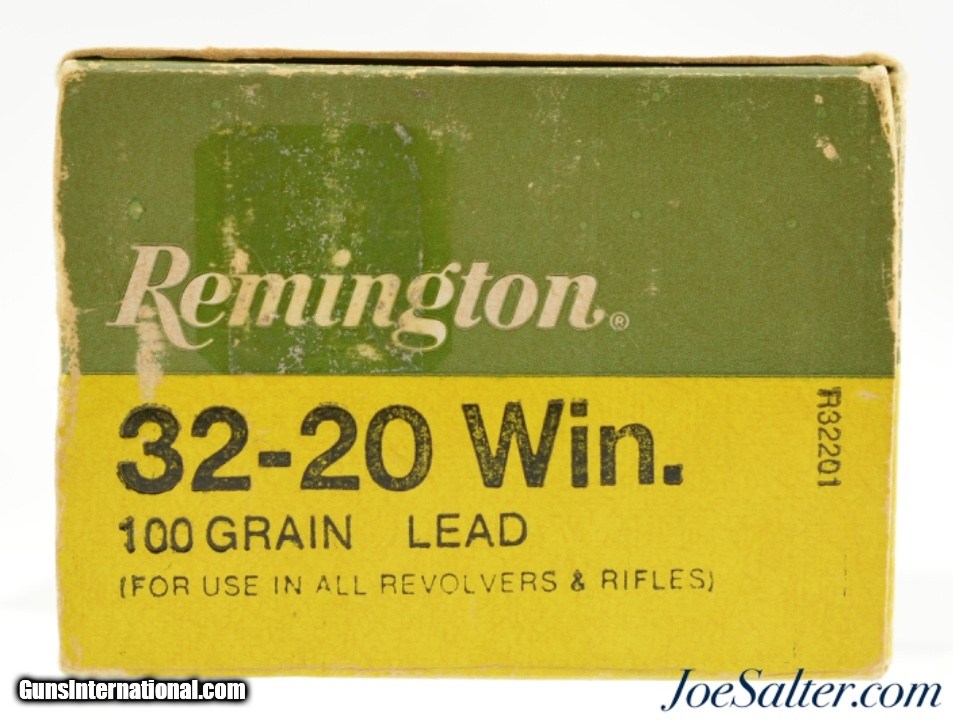 Remington®
32-20 Win.
R32201
100 GRAIN LEAD
(FOR USE IN ALL REVOLVERS & RIFLES)
GunsInternational.com
JoeSalter.com